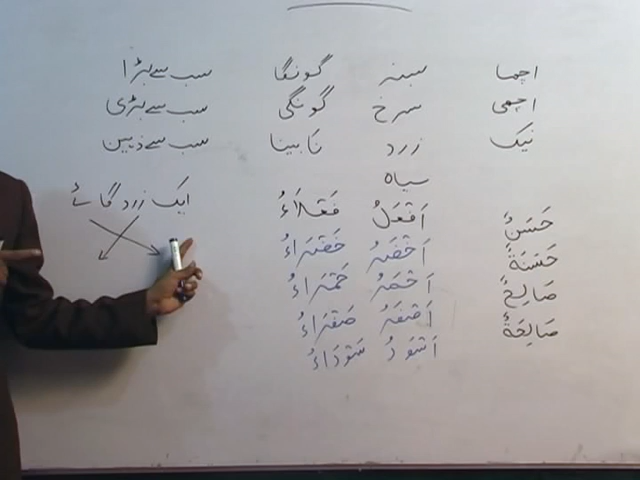 اچھا سبز گونگا سب سے بڑا
اچھی سرخ گونگی سب سے بڑی
نیک زرد نابینا سب سے ذہین
سیاہ
ایک زرد گائے
حَسَنٌ اَفْعَلُ فَعْلَاءُ
حَسَنَةٌ اَخْضَرُ خَضْرَاءُ
صَالِحٌ اَحْمَرُ حَمْرَاءُ
صَالِحَةٌ اَصْفَرُ صَفْرَاءُ
اَسْوَدُ سَوْدَاءُ